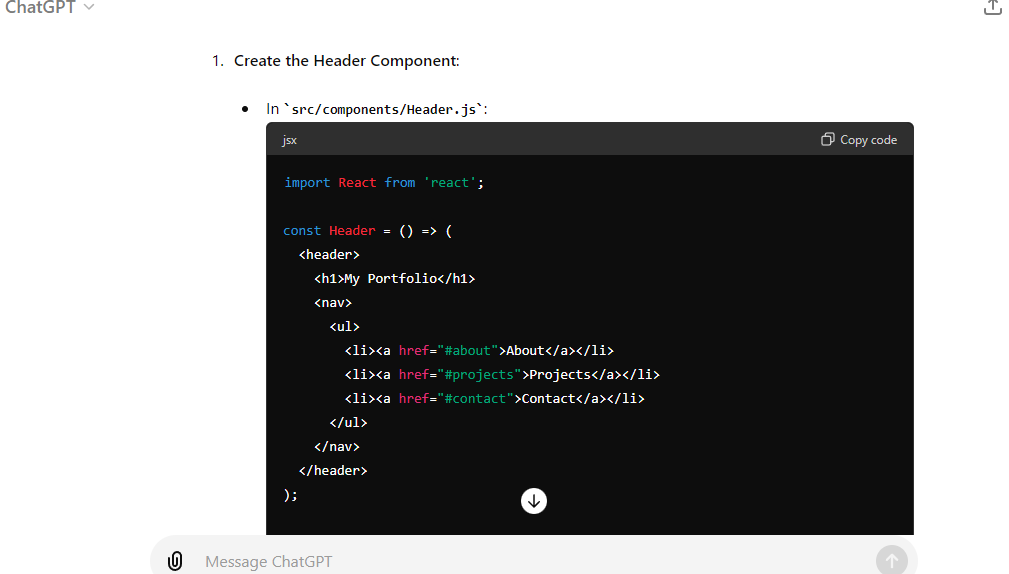 ChatGPT
1. Create the Header Component:
In `src/components/Header.js`:
jsx
Copy code
import React from 'react';
const Header = () => (
<header>
<h1>My Portfolio</h1>
<nav>
<ul>
<li><a href="#about">About</a></li>
<li><a href="#projects">Projects</a></li>
<li><a href="#contact">Contact</a></li>
</ul>
</nav>
</header>
);
Message ChatGPT